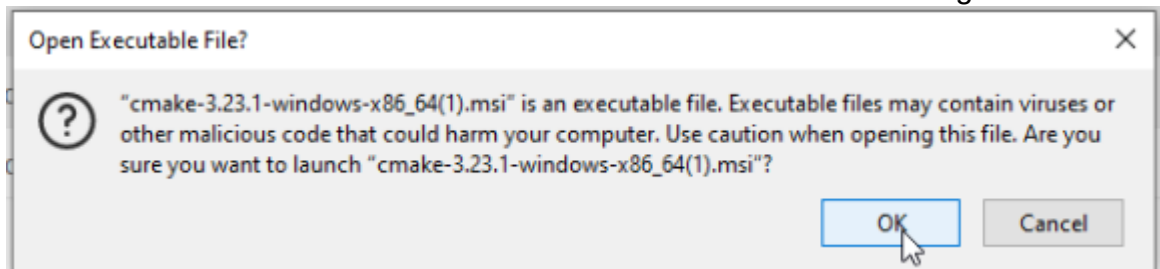 Open Executable File?
"cmake-3.23.1-windows-x86_64(1).msi" is an executable file. Executable files may contain viruses or
other malicious code that could harm your computer. Use caution when opening this file. Are you
sure you want to launch "cmake-3.23.1-windows-x86_64(1).msi"?
OK
Cancel